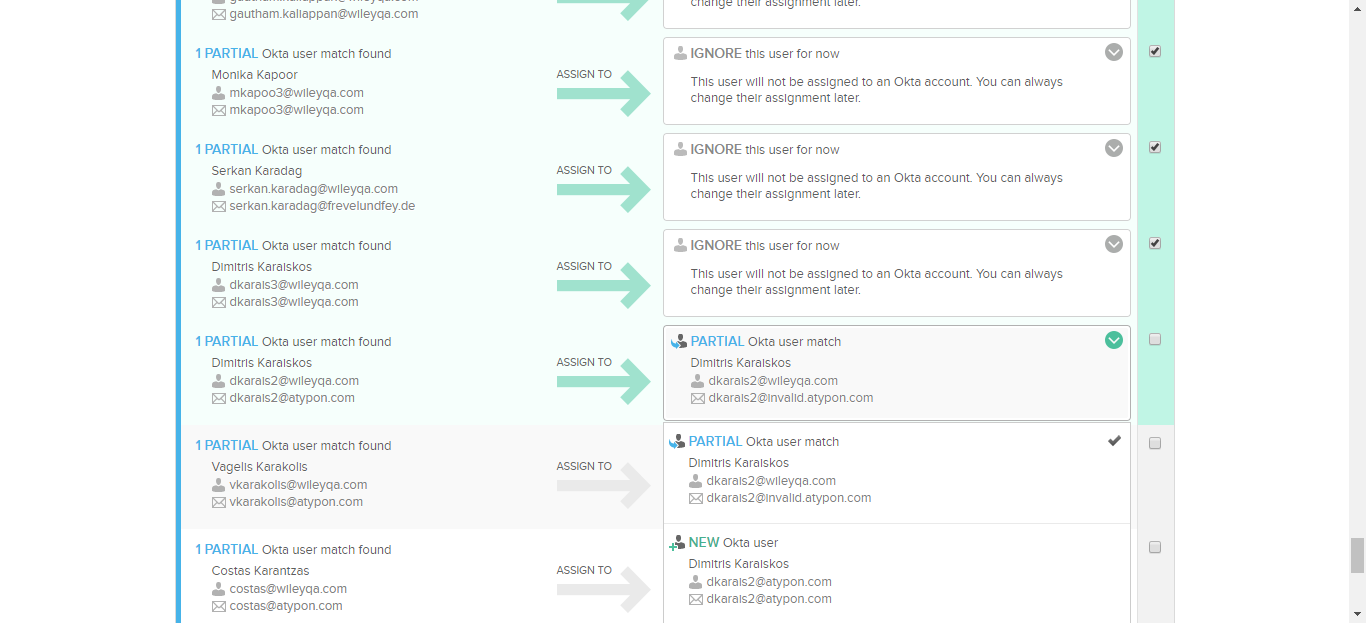 gautham.kaliappan@wileyqa.com
change their assignment later.
1 PARTIAL Okta user match found
Monika Kapoor
mkapoo3@wileyqa.com
mkapoo3@wileyqa.com
ASSIGN TO
IGNORE this user for now
This user will not be assigned to an Okta account. You can always
change their assignment later.
1 PARTIAL Okta user match found
Serkan Karadag
serkan.karadag@wileyqa.com
serkan.karadag@frevelundfey.de
ASSIGN TO
IGNORE this user for now
This user will not be assigned to an Okta account. You can always
change their assignment later.
1 PARTIAL Okta user match found
Dimitris Karaiskos
dkarais3@wileyqa.com
dkarais3@wileyqa.com
ASSIGN TO
IGNORE this user for now
This user will not be assigned to an Okta account. You can always
change their assignment later.
1 PARTIAL Okta user match found
Dimitris Karaiskos
dkarais2@wileyqa.com
dkarais2@atypon.com
ASSIGN TO
PARTIAL Okta user match
Dimitris Karaiskos
dkarais2@wileyqa.com
dkarais2@invalid.atypon.com
1 PARTIAL Okta user match found
Vagelis Karakolis
vkarakolis@wileyqa.com
vkarakolis@atypon.com
ASSIGN TO
PARTIAL Okta user match
Dimitris Karaiskos
dkarais2@wileyqa.com
dkarais2@invalid.atypon.com
1 PARTIAL Okta user match found
Costas Karantzas
costas@wileyqa.com
costas@atypon.com
ASSIGN TO
NEW Okta user
Dimitris Karaiskos
dkarais2@atypon.com
dkarais2@atypon.com